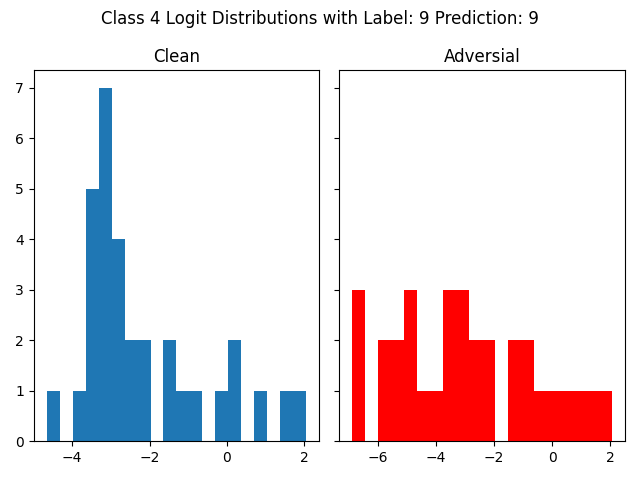 Class 4 Logit Distributions with Label: 9 Prediction: 9
Clean
Adversial
7
6
5
4
3
2
1
0
−4 −2 0 2
−6 −4 −2 0 2